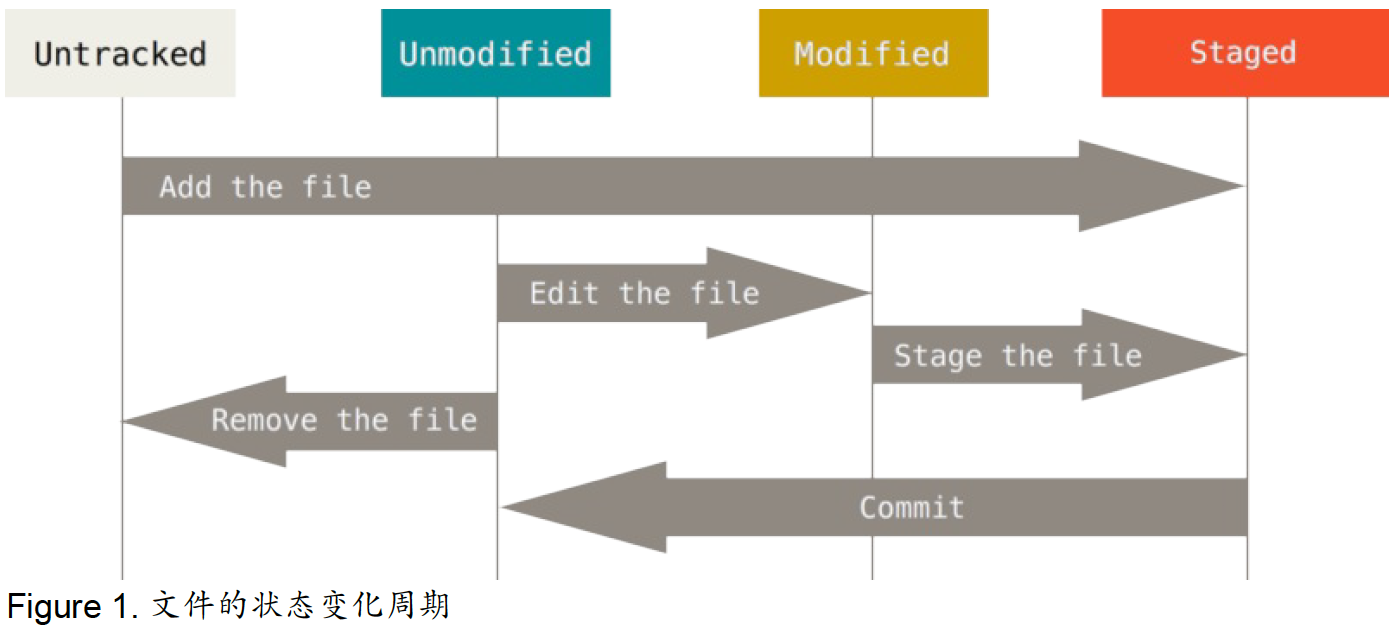 Untracked Unmodified Modified Staged
Add the file
Edit the file
Stage the file
Remove the file
Commit
Figure 1. 文件的状态变化周期